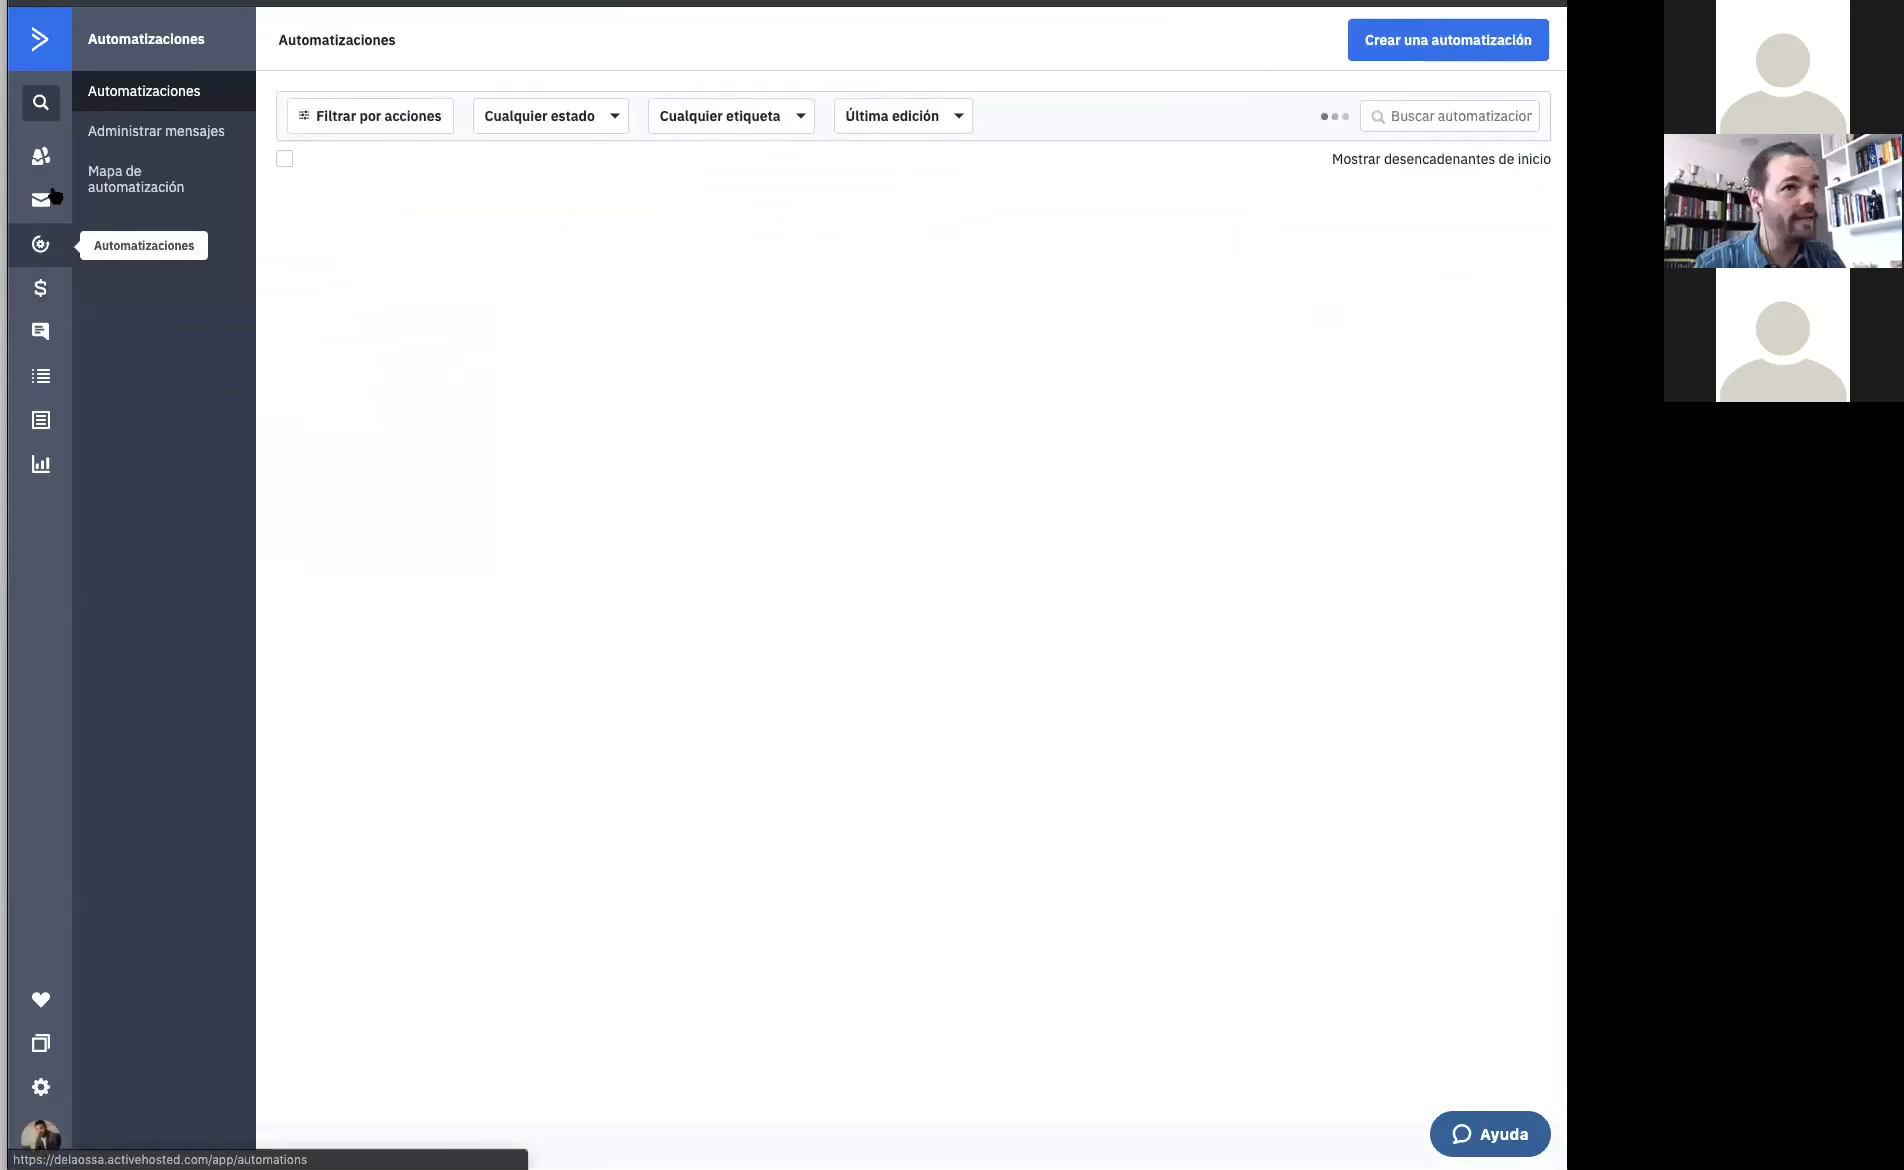 Automatizaciones
Automatizaciones
Crear una automatización
Automatizaciones
Administrar mensajes
Mapa de
automatización
Automatizaciones
Filtrar por acciones
Cualquier estado
Cualquier etiqueta
Última edición
Buscar automatizacior
Mostrar desencadenantes de inicio
Ayuda
https://delaossa.activehosted.com/app/automations